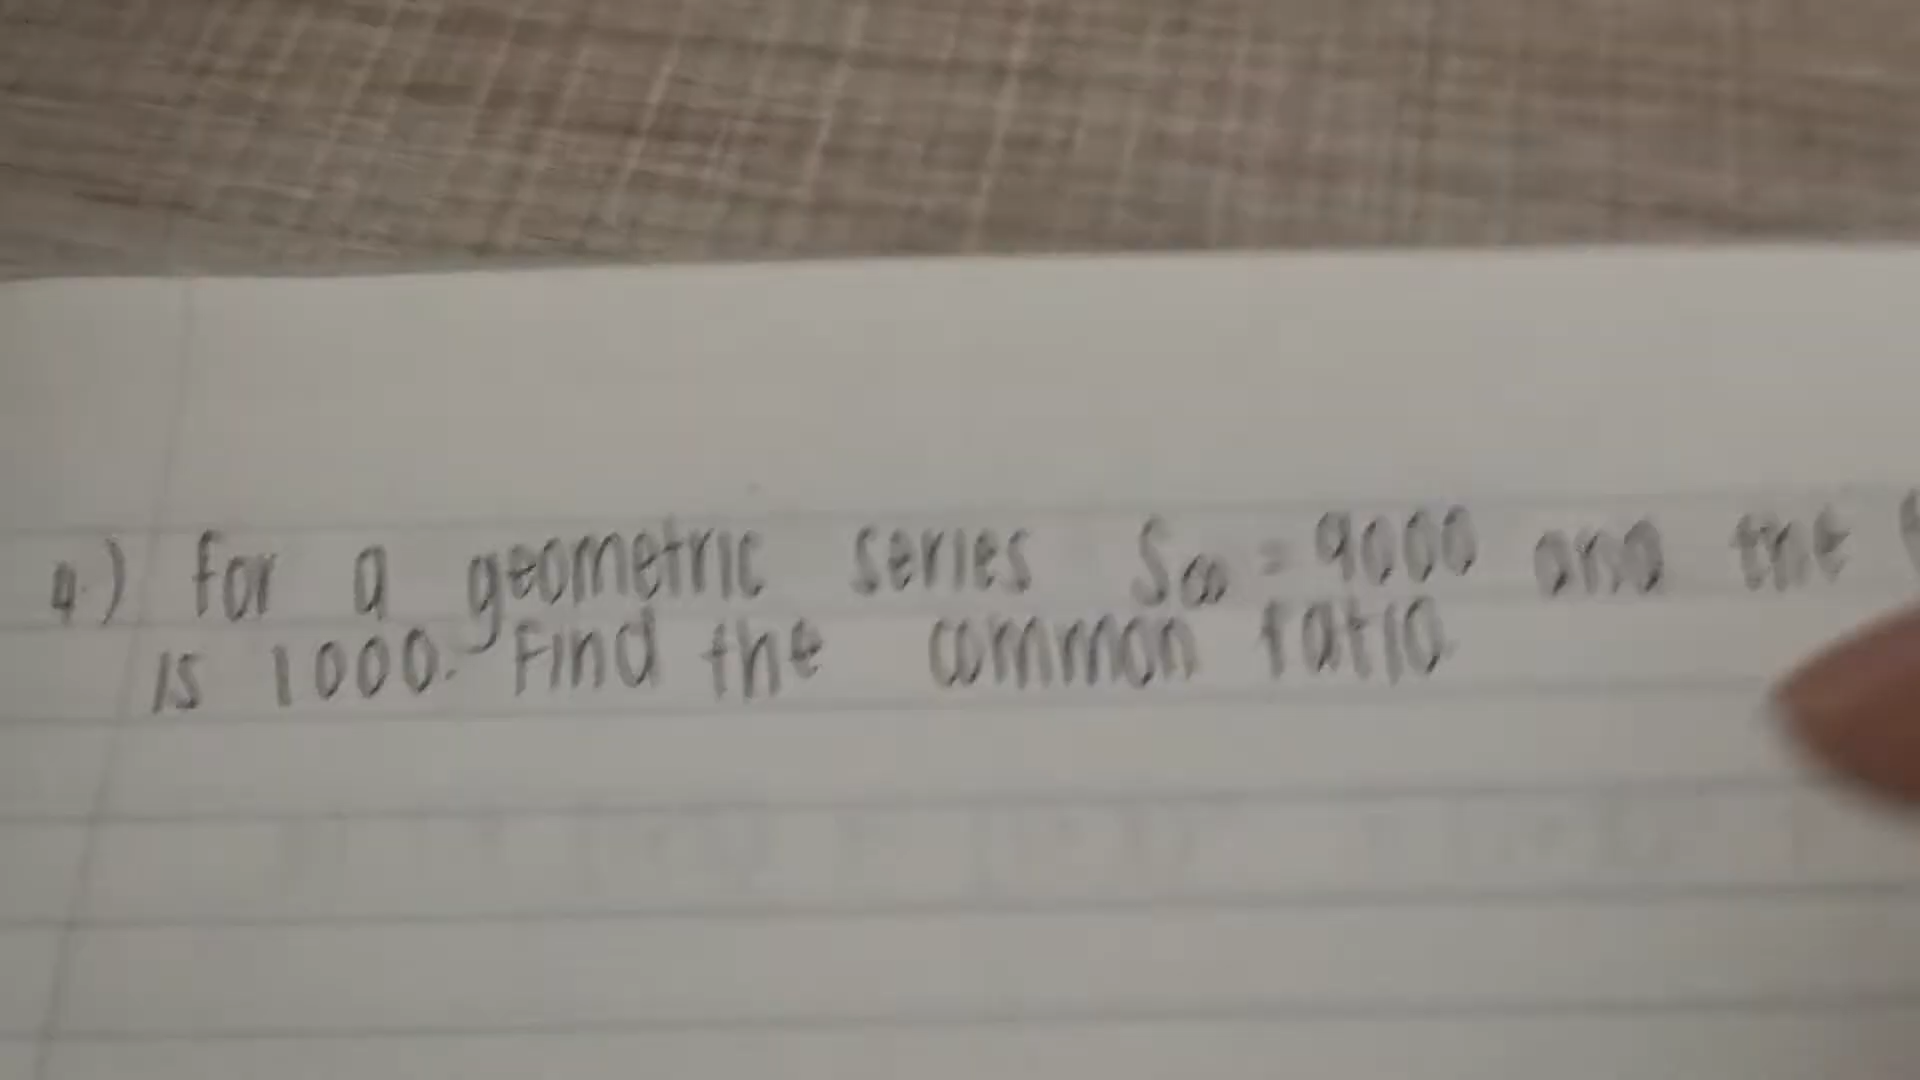 4.) for a geometric series S∞ = 9000 and the
is 1000. Find the common ratio